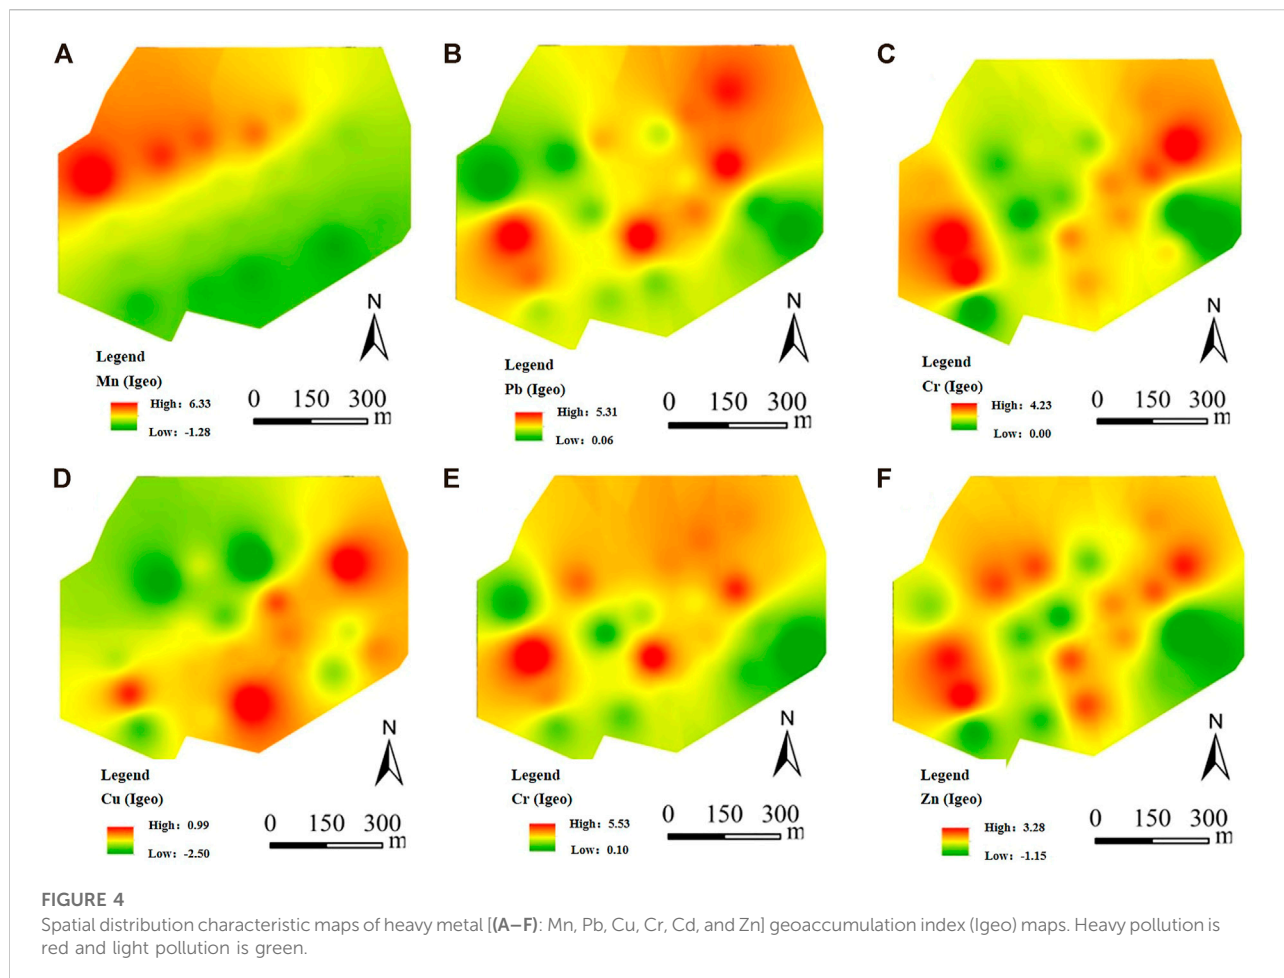 A
B
C
N
N
N
Legend
Mn (Igeo)
High: 6.33
Low: -1.28
0 150 300
m
Legend
Pb (Igeo)
High: 5.31
Low: 0.06
0 150 300
m
Legend
Cr (Igeo)
High: 4.23
Low: 0.00
0 150 300
m
D
E
F
N
N
N
Legend
Cu (Igeo)
High: 0.99
Low: -2.50
0 150 300
m
Legend
Cr (Igeo)
High: 5.53
Low: 0.10
0 150 300
m
Legend
Zn (Igeo)
High: 3.28
Low: -1.15
0 150 300
m
FIGURE 4
Spatial distribution characteristic maps of heavy metal [(A–F): Mn, Pb, Cu, Cr, Cd, and Zn] geoaccumulation index (Igeo) maps. Heavy pollution is
red and light pollution is green.